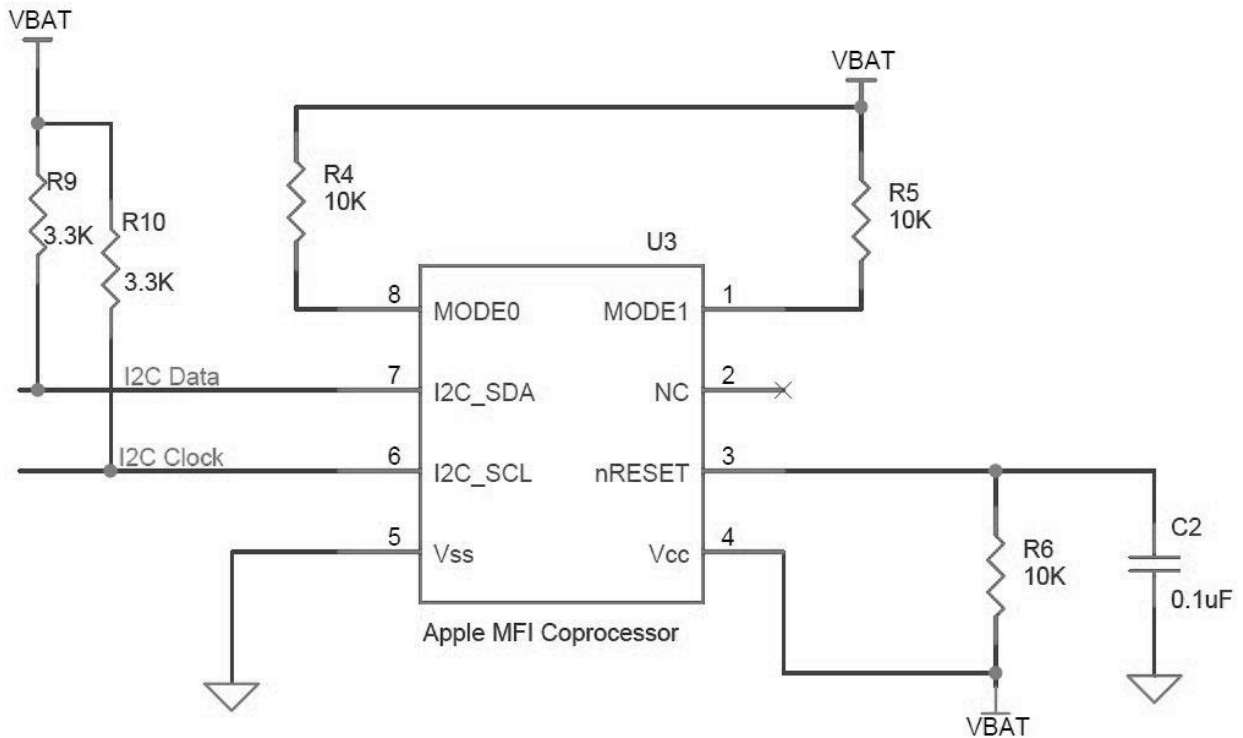 VBAT
VBAT
R9
3.3K
R10
3.3K
R4
10K
R5
10K
U3
8
MODE0
MODE1
1
I2C Data
7
I2C_SDA
NC
2
I2C Clock
6
I2C_SCL
nRESET
3
5
Vss
Vcc
4
R6
10K
C2
0.1uF
Apple MFI Coprocessor
VBAT